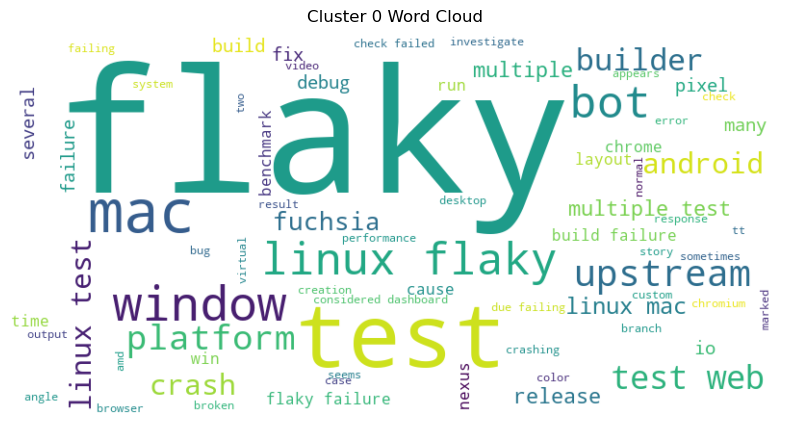 Cluster 0 Word Cloud
flaky
failing
build
fix
check failed
investigate
builder
system
video
debug
run
multiple
appears
pixel
check
several
two
bot
error
many
failure
benchmark
chrome
layout
android
normal
mac
result
desktop
multiple test
response
fuchsia
performance
build failure
tt
bug
virtual
linux flaky
story
sometimes
linux test
window
creation
considered dashboard
cause
upstream
custom
chromium
marked
due failing
linux mac
time
output
platform
test
branch
win
amd
crashing
io
seems
case
crash
nexus
color
test web
angle
browser
broken
flaky failure
release